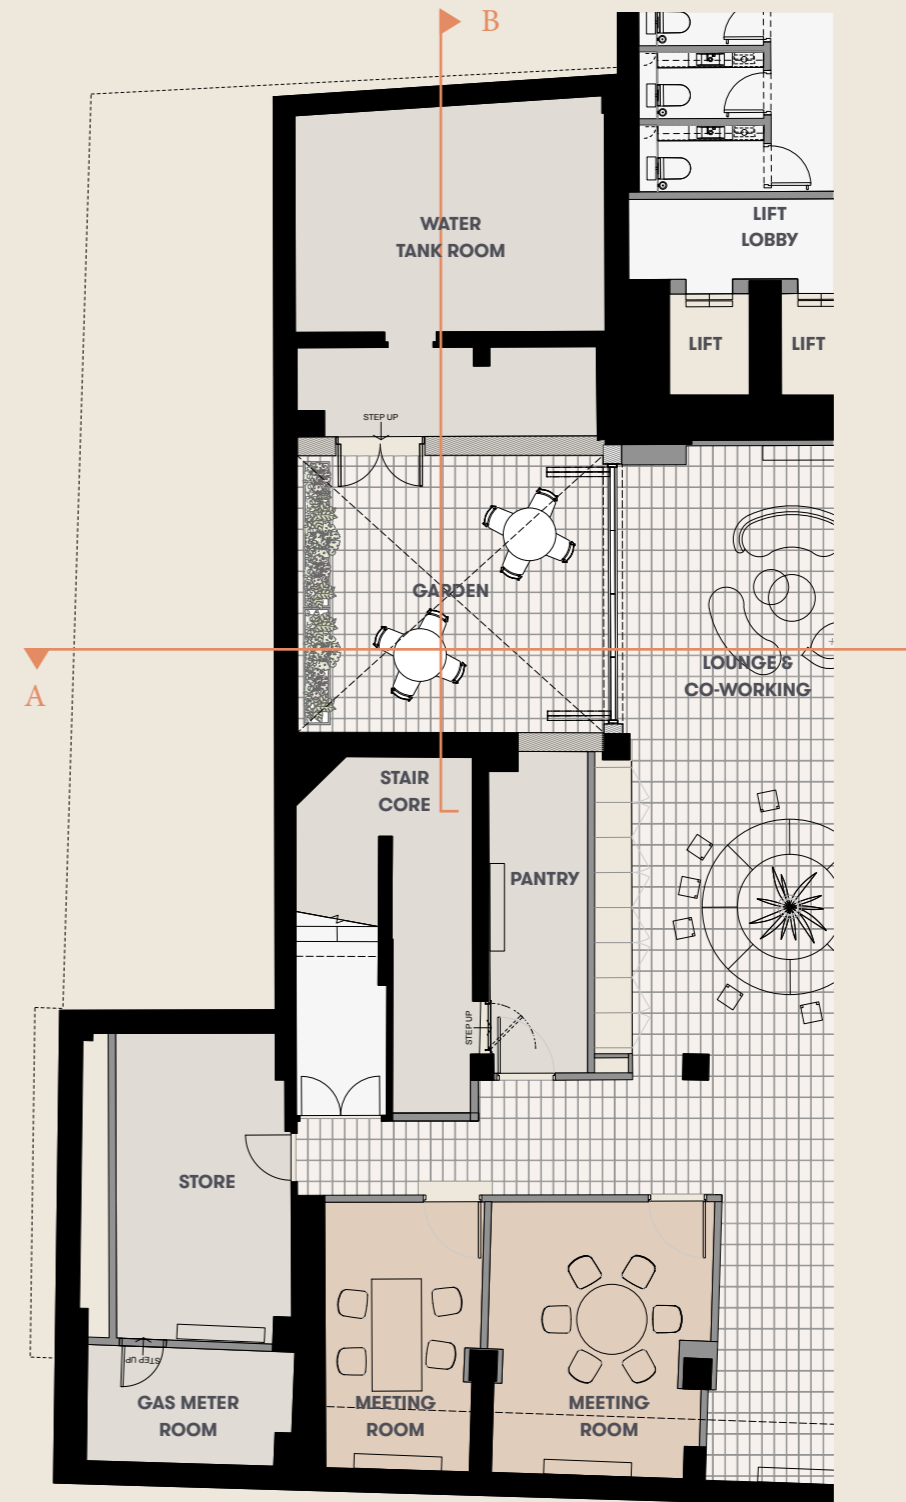 B
WATER
TANK ROOM
LIFT
LOBBY
LIFT
LIFT
STEP UP
GARDEN
A
LOUNGE &
CO-WORKING
STAIR
CORE
PANTRY
STEP UP
STORE
STEP UP
GAS METER
ROOM
MEETING
ROOM
MEETING
ROOM